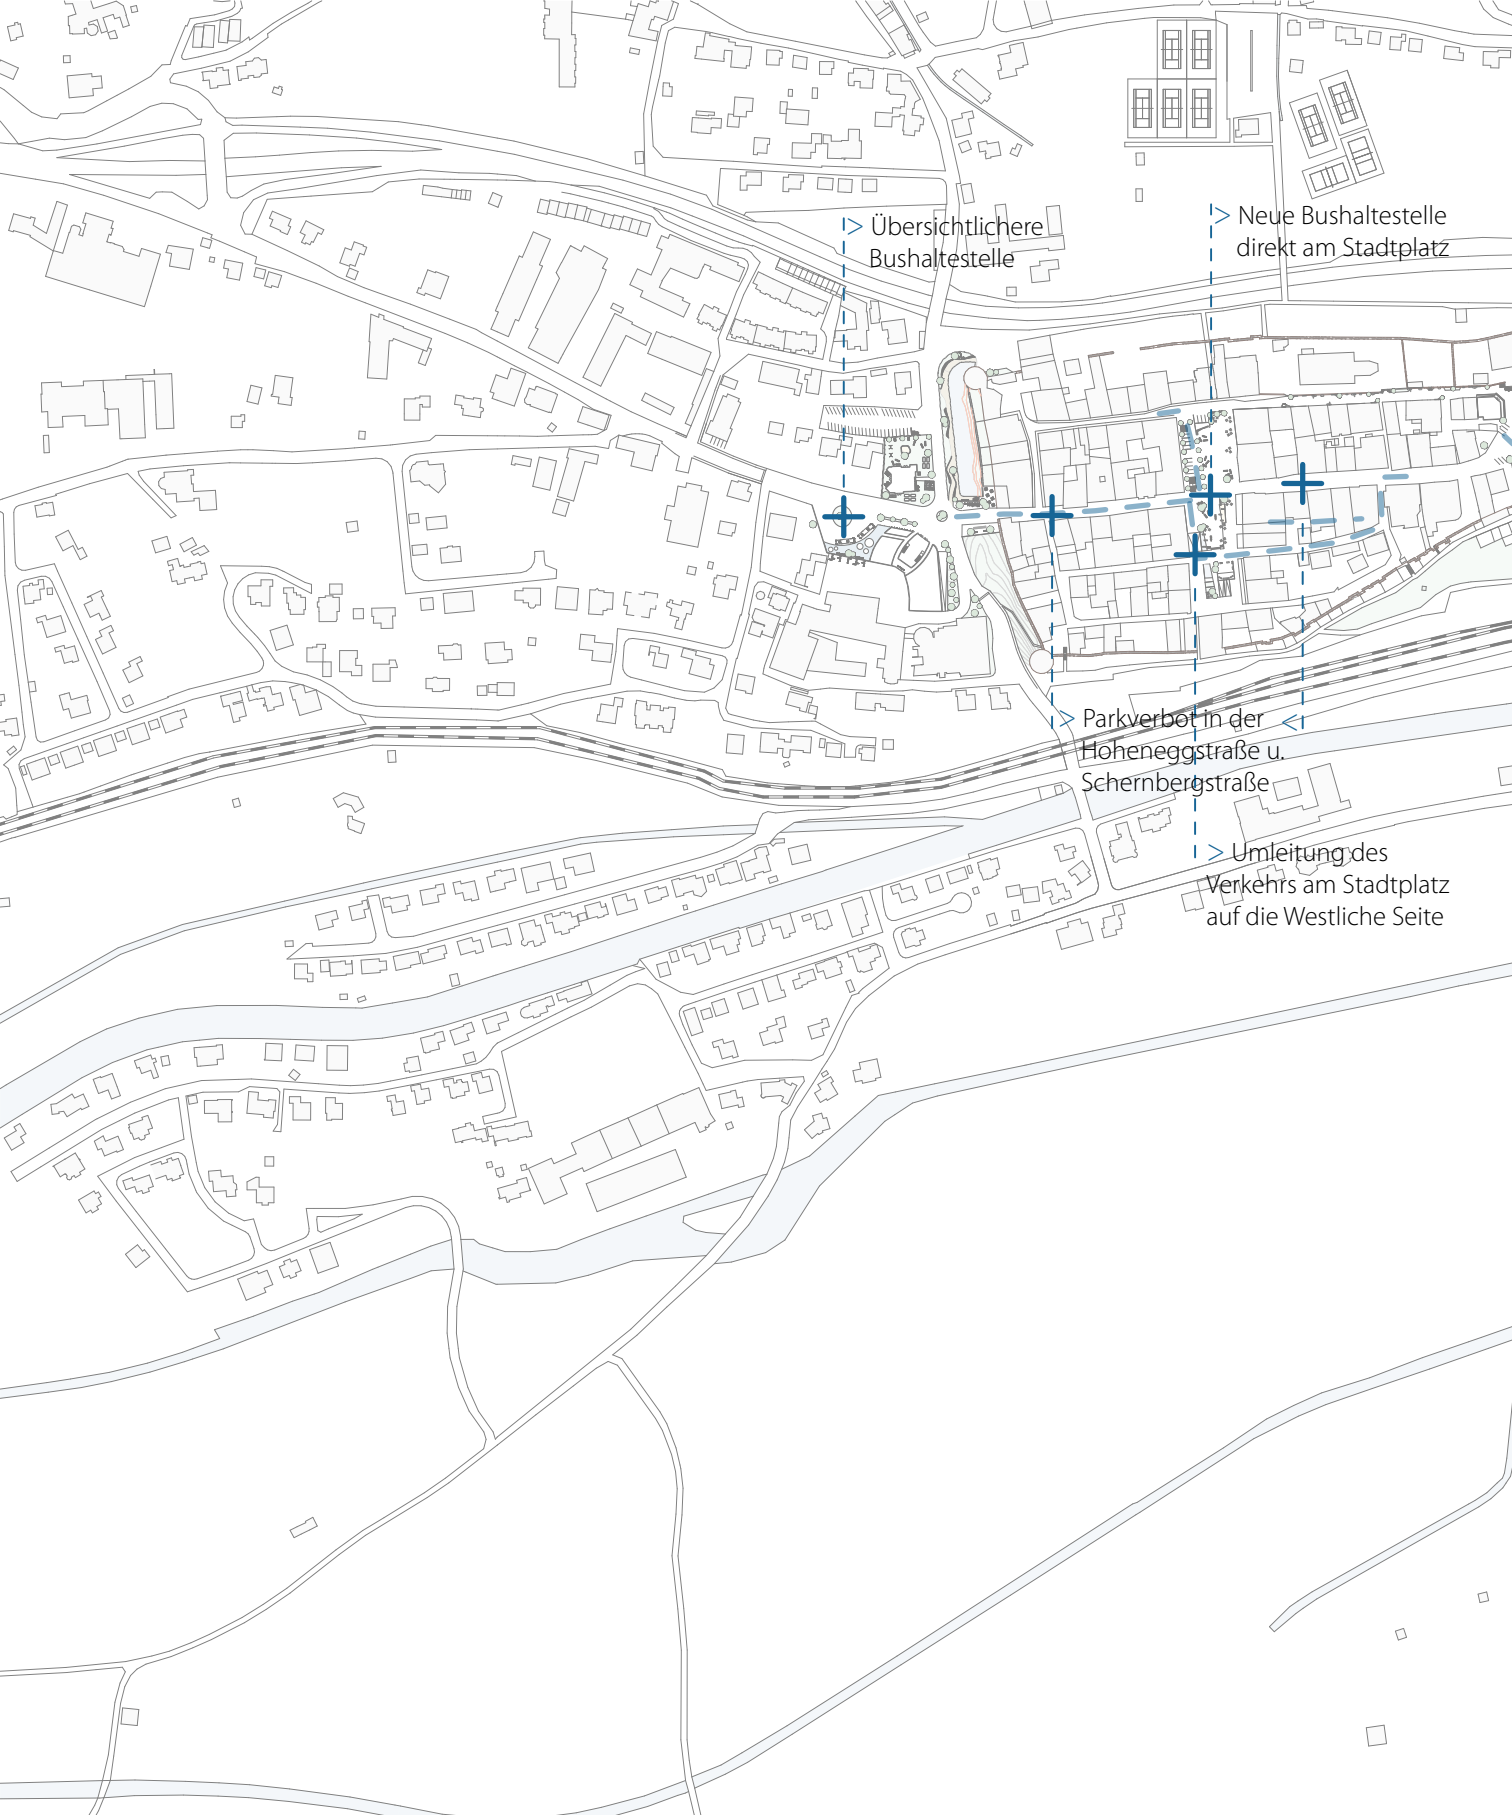 > Übersichtlichere
Bushaltestelle
> Neue Bushaltestelle
direkt am Stadtplatz
> Parkverbot in der <
Hoheneggstraße u.
Schernbergstraße
> Umleitung des
Verkehrs am Stadtplatz
auf die Westliche Seite